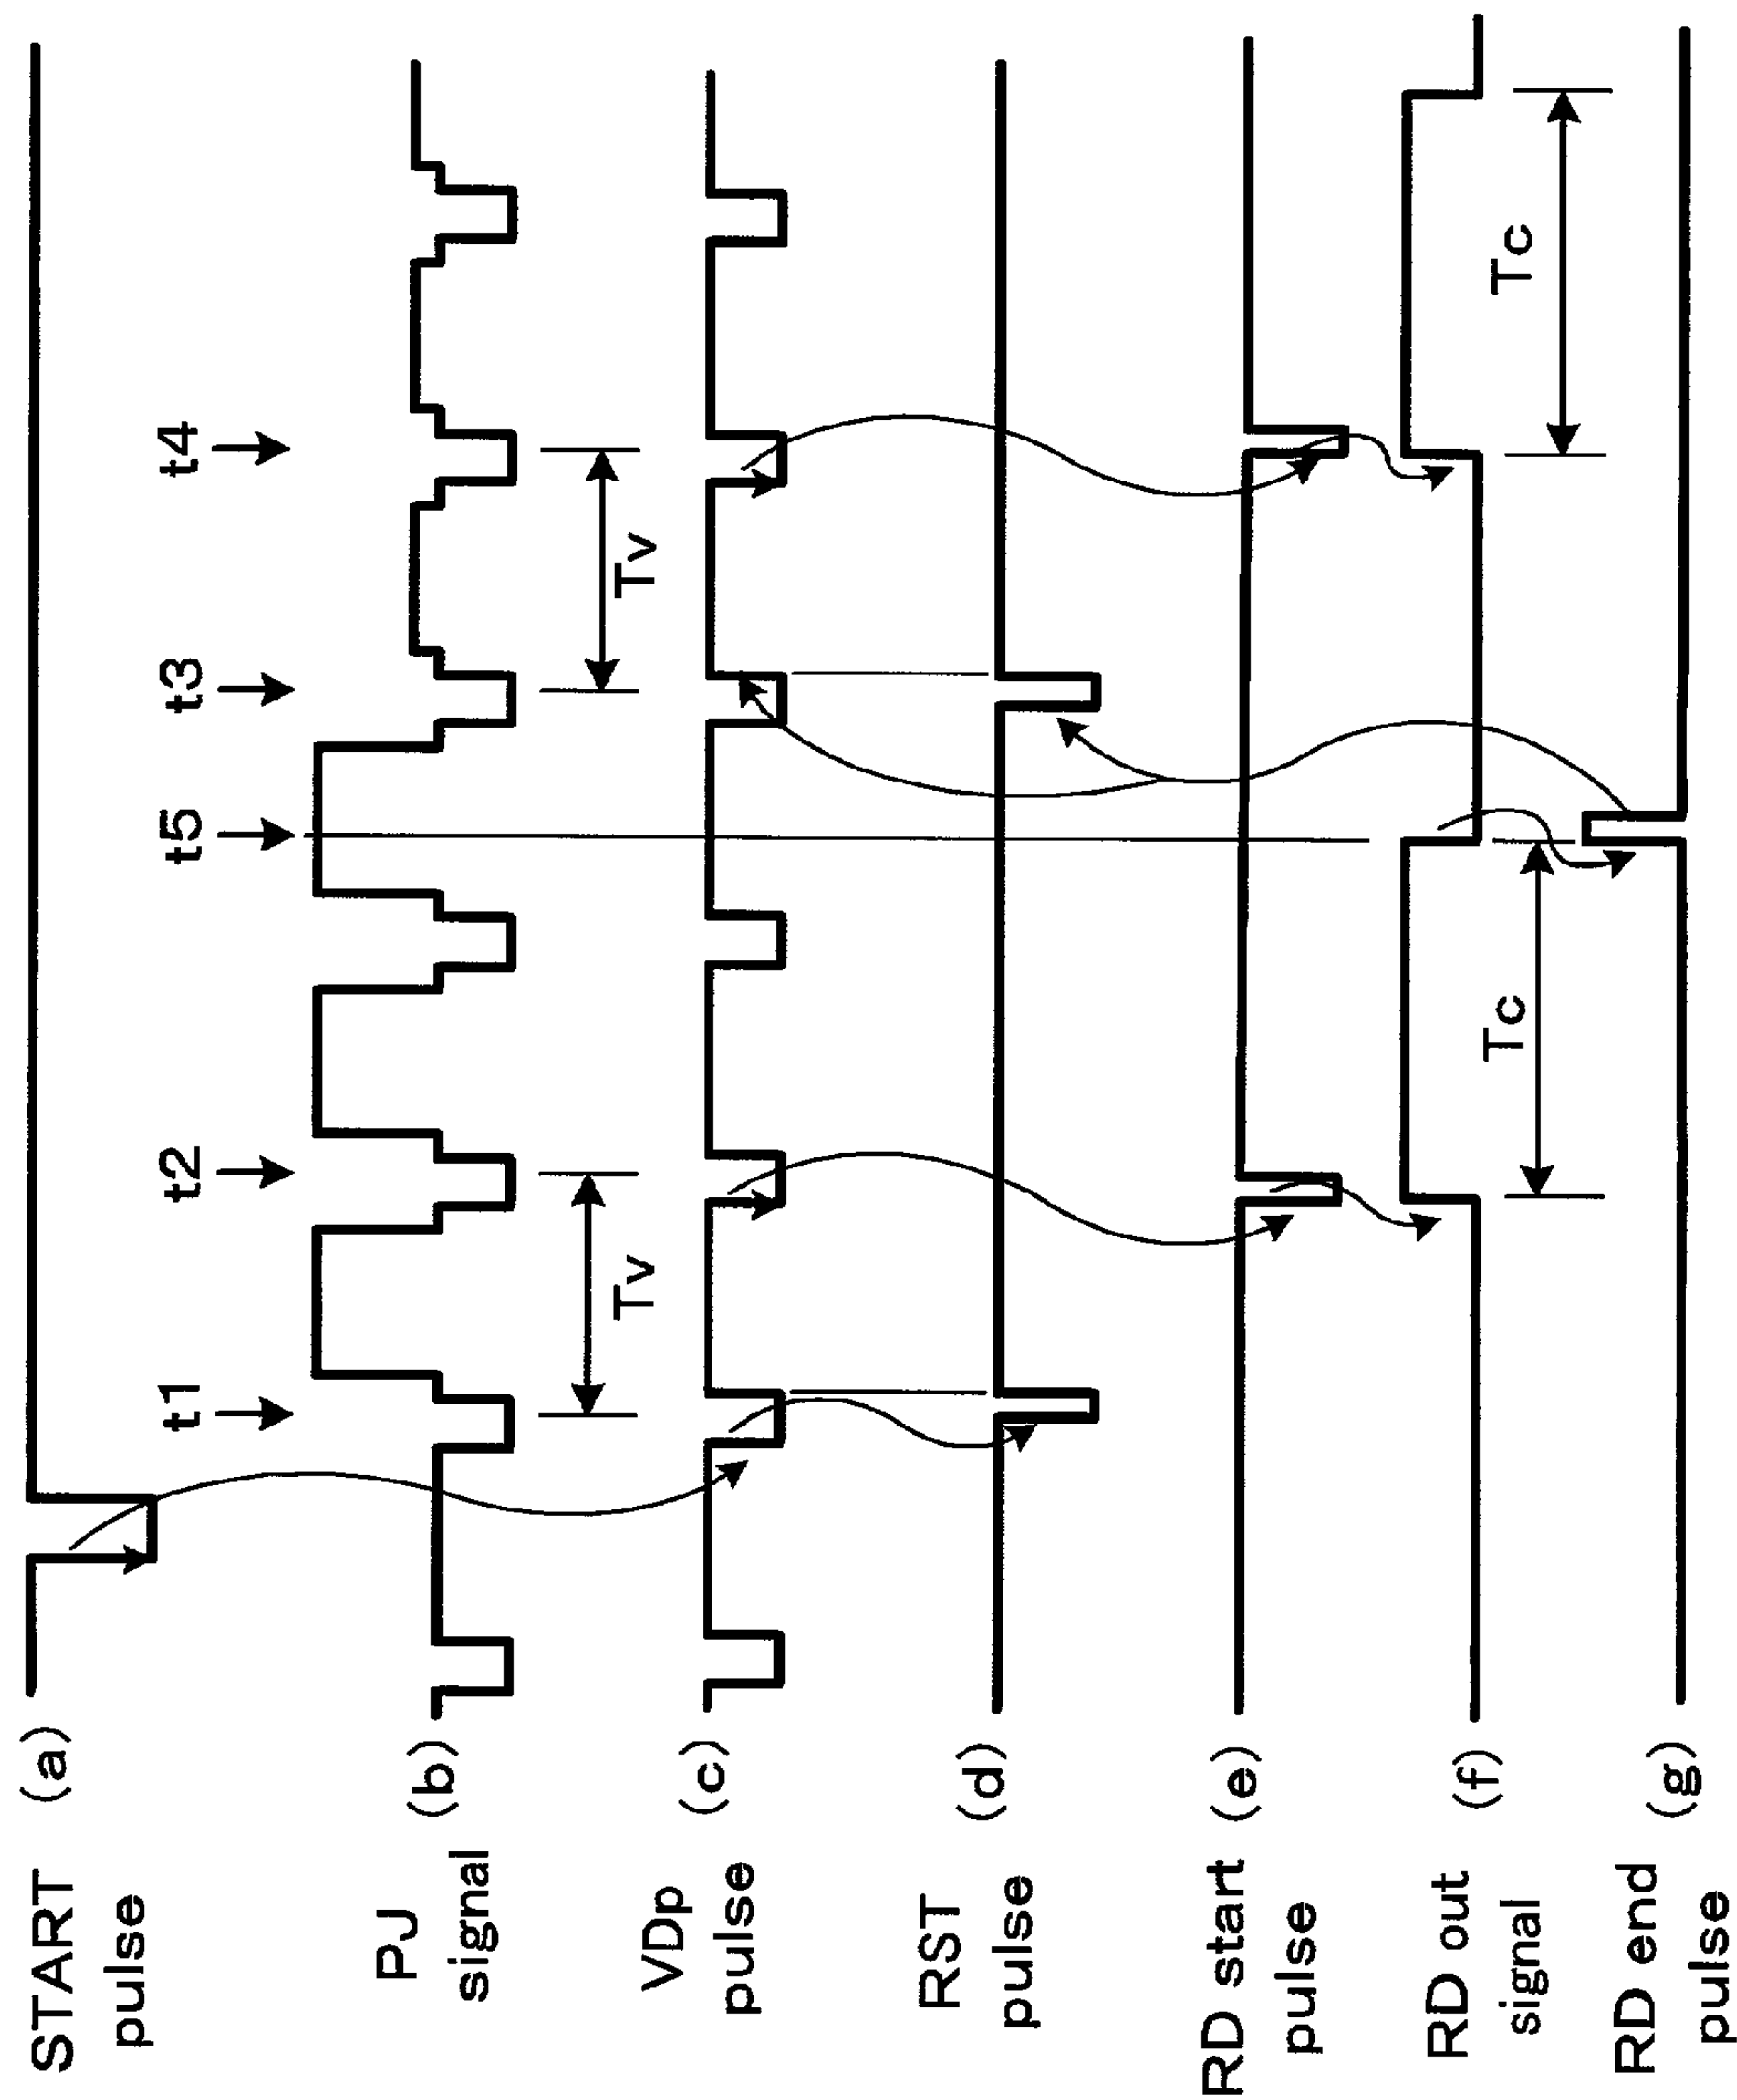 t1
t2
t5
t3
t4
START (a)
pulse
PJ (b)
signal
Tv
Tv
VDp (c)
pulse
RST (d)
pulse
RD start (e)
pulse
RD out (f)
signal
Tc
Tc
RD end (g)
pulse